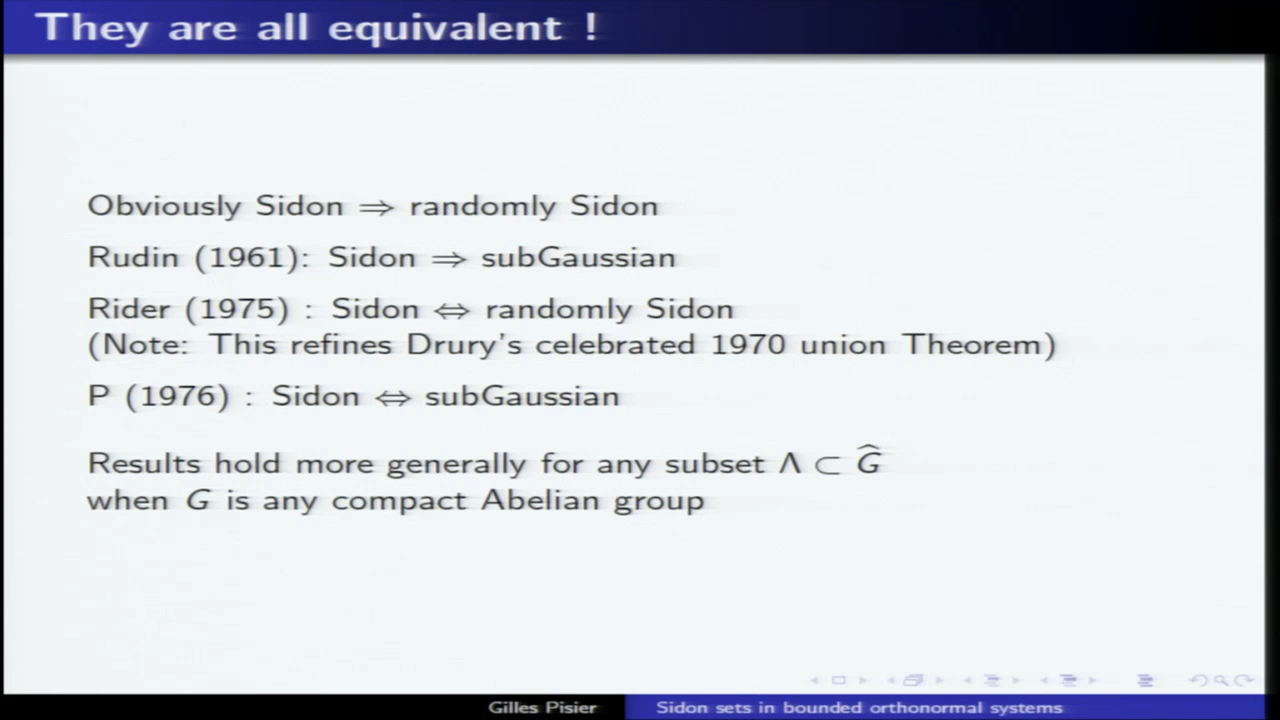 They are all equivalent !
Obviously Sidon ⇒ randomly Sidon
Rudin (1961): Sidon ⇒ subGaussian
Rider (1975) : Sidon ⇔ randomly Sidon
(Note: This refines Drury's celebrated 1970 union Theorem)
P (1976) : Sidon ⇔ subGaussian
Results hold more generally for any subset Λ ⊂ Ĝ
when G is any compact Abelian group
Gilles Pisier
Sidon sets in bounded orthonormal systems